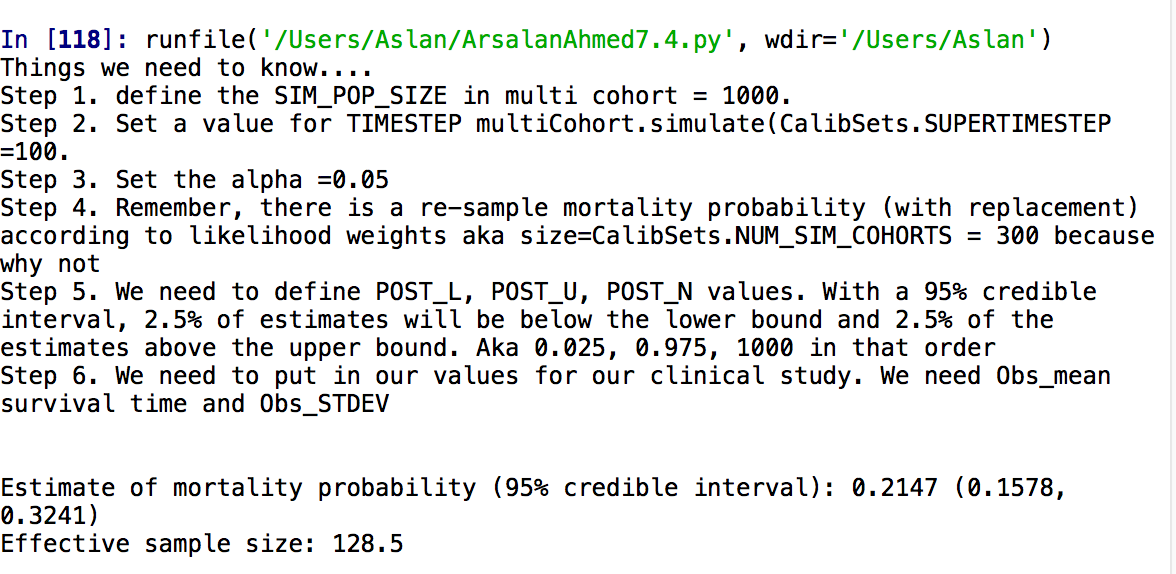 In [118]: runfile('/Users/Aslan/ArsalanAhmed7.4.py', wdir='/Users/Aslan')
Things we need to know....
Step 1. define the SIM_POP_SIZE in multi cohort = 1000.
Step 2. Set a value for TIMESTEP multiCohort.simulate(CalibSets.SUPERTIMESTEP
=100.
Step 3. Set the alpha =0.05
Step 4. Remember, there is a re-sample mortality probability (with replacement)
according to likelihood weights aka size=CalibSets.NUM_SIM_COHORTS = 300 because
why not
Step 5. We need to define POST_L, POST_U, POST_N values. With a 95% credible
interval, 2.5% of estimates will be below the lower bound and 2.5% of the
estimates above the upper bound. Aka 0.025, 0.975, 1000 in that order
Step 6. We need to put in our values for our clinical study. We need Obs_mean
survival time and Obs_STDEV
Estimate of mortality probability (95% credible interval): 0.2147 (0.1578,
0.3241)
Effective sample size: 128.5